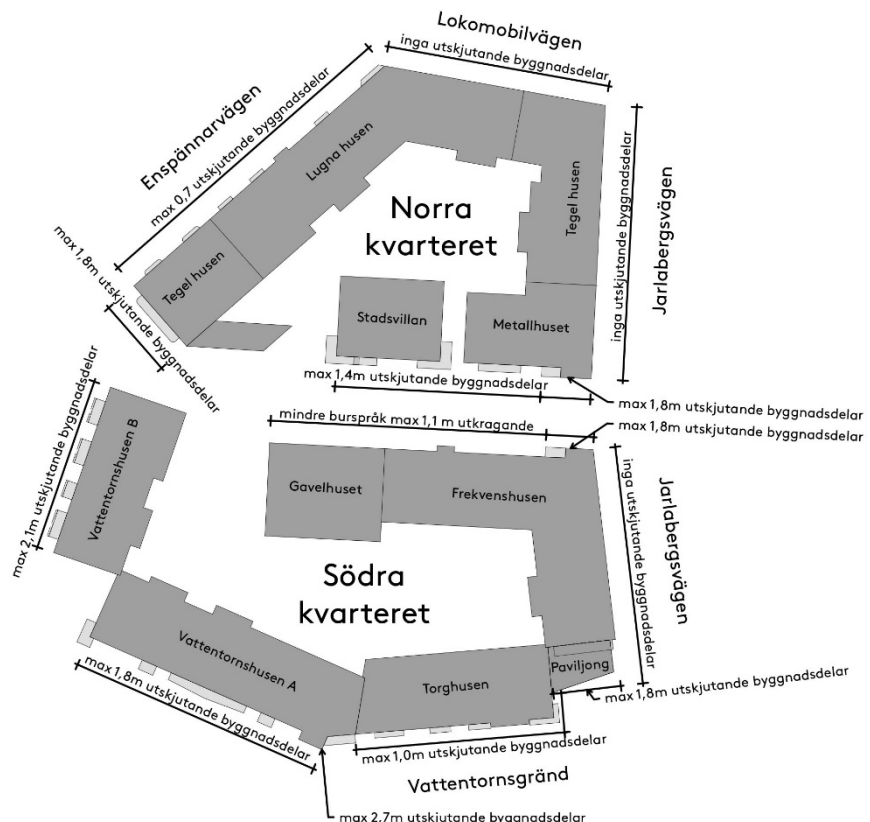 Lokomobilvägen
inga utskjutande byggnadsdelar
Enspännarvägen
max 0,7 utskjutande byggnadsdelar
Lugna husen
Tegel husen
Norra
kvarteret
inga utskjutande byggnadsdelar
Jarlabergsvägen
max 1,8m utskjutande byggnadsdelar
Tegel husen
Stadsvillan
Metallhuset
max 1,4m utskjutande byggnadsdelar
max 1,8m utskjutande byggnadsdelar
mindre burspråk max 1,1 m utkragande
max 1,8m utskjutande byggnadsdelar
max 2,1m utskjutande byggnadsdelar
Vattentornshusen B
Gavelhuset
Frekvenshusen
inga utskjutande byggnadsdelar
Jarlabergsvägen
Södra
kvarteret
Vattentornshusen A
max 1,8m utskjutande byggnadsdelar
Torghusen
Paviljong
max 1,8m utskjutande byggnadsdelar
max 1,0m utskjutande byggnadsdelar
Vattentornsgränd
max 2,7m utskjutande byggnadsdelar